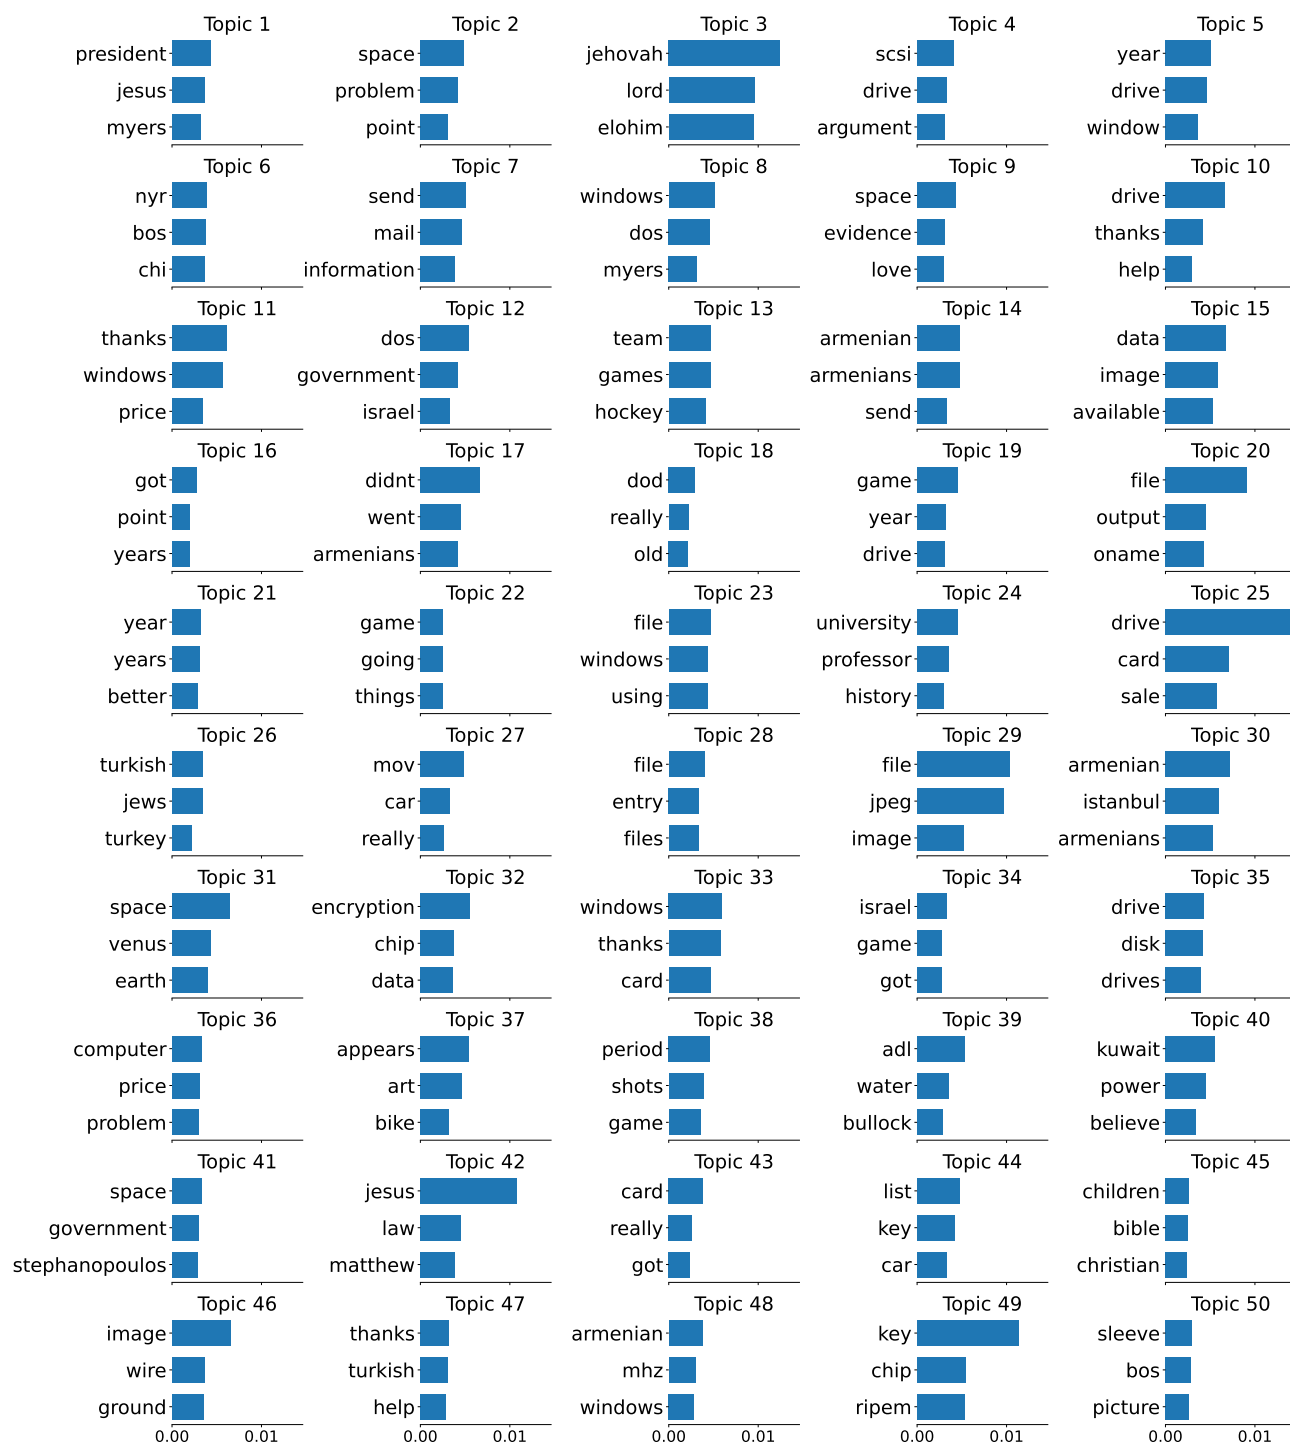 Topic 1 Topic 2 Topic 3 Topic 4 Topic 5
president space jehovah scsi year
jesus problem lord drive drive
myers point elohim argument window
Topic 6 Topic 7 Topic 8 Topic 9 Topic 10
nyr send windows space drive
bos mail dos evidence thanks
chi information myers love help
Topic 11 Topic 12 Topic 13 Topic 14 Topic 15
thanks dos team armenian data
windows government games armenians image
price israel hockey send available
Topic 16 Topic 17 Topic 18 Topic 19 Topic 20
got didnt dod game file
point went really year output
years armenians old drive oname
Topic 21 Topic 22 Topic 23 Topic 24 Topic 25
year game file university drive
years going windows professor card
better things using history sale
Topic 26 Topic 27 Topic 28 Topic 29 Topic 30
turkish mov file file armenian
jews car entry jpeg istanbul
turkey really files image armenians
Topic 31 Topic 32 Topic 33 Topic 34 Topic 35
space encryption windows israel drive
venus chip thanks game disk
earth data card got drives
Topic 36 Topic 37 Topic 38 Topic 39 Topic 40
computer appears period adl kuwait
price art shots water power
problem bike game bullock believe
Topic 41 Topic 42 Topic 43 Topic 44 Topic 45
space jesus card list children
government law really key bible
stephanopoulos matthew got car christian
Topic 46 Topic 47 Topic 48 Topic 49 Topic 50
image thanks armenian key sleeve
wire turkish mhz chip bos
ground help windows ripem picture
0.00 0.01 0.00 0.01 0.00 0.01 0.00 0.01 0.00 0.01